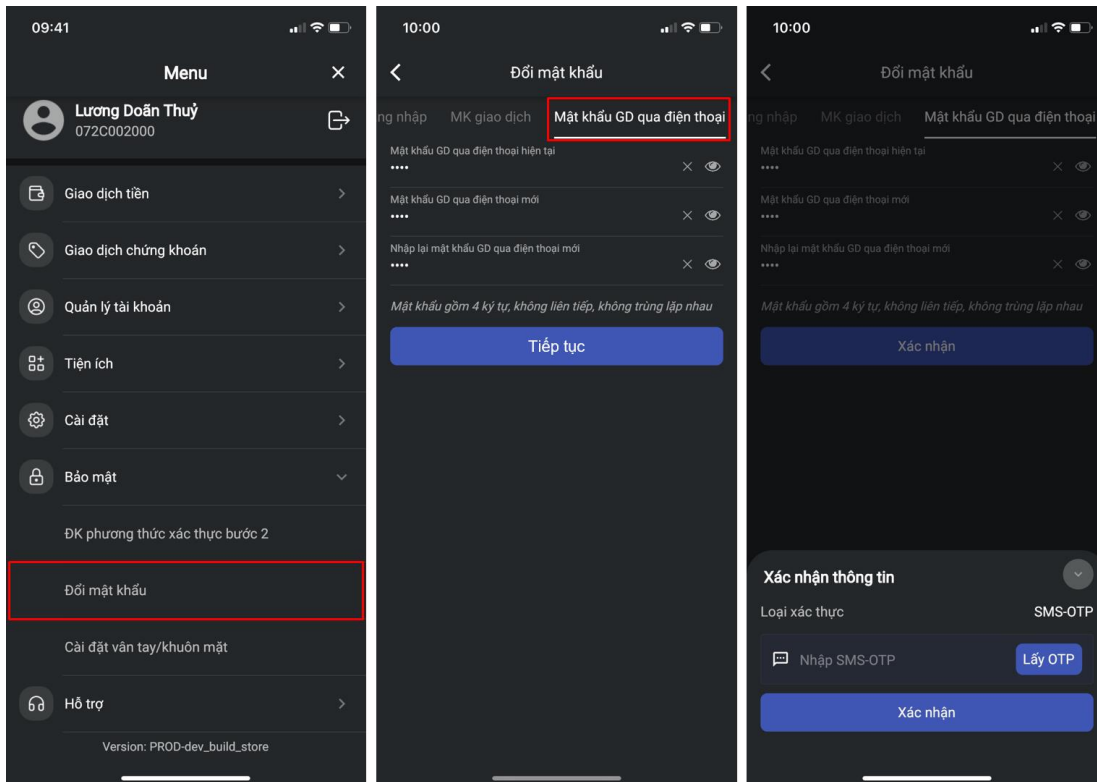 09:41
Menu
Lương Doãn Thuỷ
072C002000
Giao dịch tiền
Giao dịch chứng khoán
Quản lý tài khoản
Tiện ích
Cài đặt
Bảo mật
ĐK phương thức xác thực bước 2
Đổi mật khẩu
Cài đặt vân tay/khuôn mặt
Hỗ trợ
Version: PROD-dev_build_store
10:00
Đổi mật khẩu
ng nhập MK giao dịch Mật khẩu GD qua điện thoại
Mật khẩu GD qua điện thoại hiện tại
••••
Mật khẩu GD qua điện thoại mới
••••
Nhập lại mật khẩu GD qua điện thoại mới
••••
Mật khẩu gồm 4 ký tự, không liên tiếp, không trùng lặp nhau
Tiếp tục
10:00
Đổi mật khẩu
ng nhập MK giao dịch Mật khẩu GD qua điện thoại
Mật khẩu GD qua điện thoại hiện tại
••••
Mật khẩu GD qua điện thoại mới
••••
Nhập lại mật khẩu GD qua điện thoại mới
••••
Mật khẩu gồm 4 ký tự, không liên tiếp, không trùng lặp nhau
Xác nhận
Xác nhận thông tin
Loại xác thực SMS-OTP
Nhập SMS-OTP Lấy OTP
Xác nhận